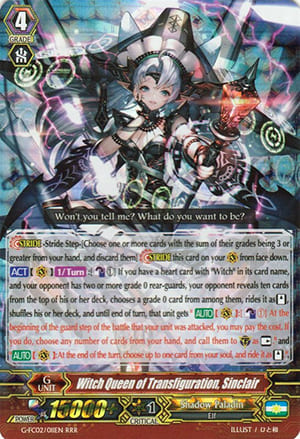 4
GRADE
Won't you tell me? What do you want to be?
STRIDE -Stride Step-[Choose one or more cards with the sum of their grades being 3 or
greater from your hand, and discard them] STRIDE this card on your from face down.
ACT 1/Turn If you have a heart card with "Witch" in its card name,
and your opponent has two or more grade 0 rear-guards, your opponent reveals ten cards
from the top of his or her deck, chooses a grade 0 card from among them, rides it as
shuffles his or her deck, and until end of turn, that unit gets AUTO At the
beginning of the guard step of the battle that your unit was attacked, you may pay the cost. If
you do, choose any number of cards from your hand, and call them to as and
AUTO At the end of the turn, choose up to one card from your soul, and ride it as
G
UNIT
Witch Queen of Transfiguration, Sinclair
POWER 15000+
1
CRITICAL
Shadow Paladin
Elf
G-FC02/011EN RRR
ILLUST